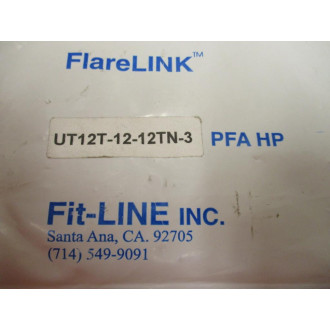 FlareLINK™
UT12T-12-12TN-3 PFA HP
Fit-LINE INC.
Santa Ana, CA. 92705
(714) 549-9091